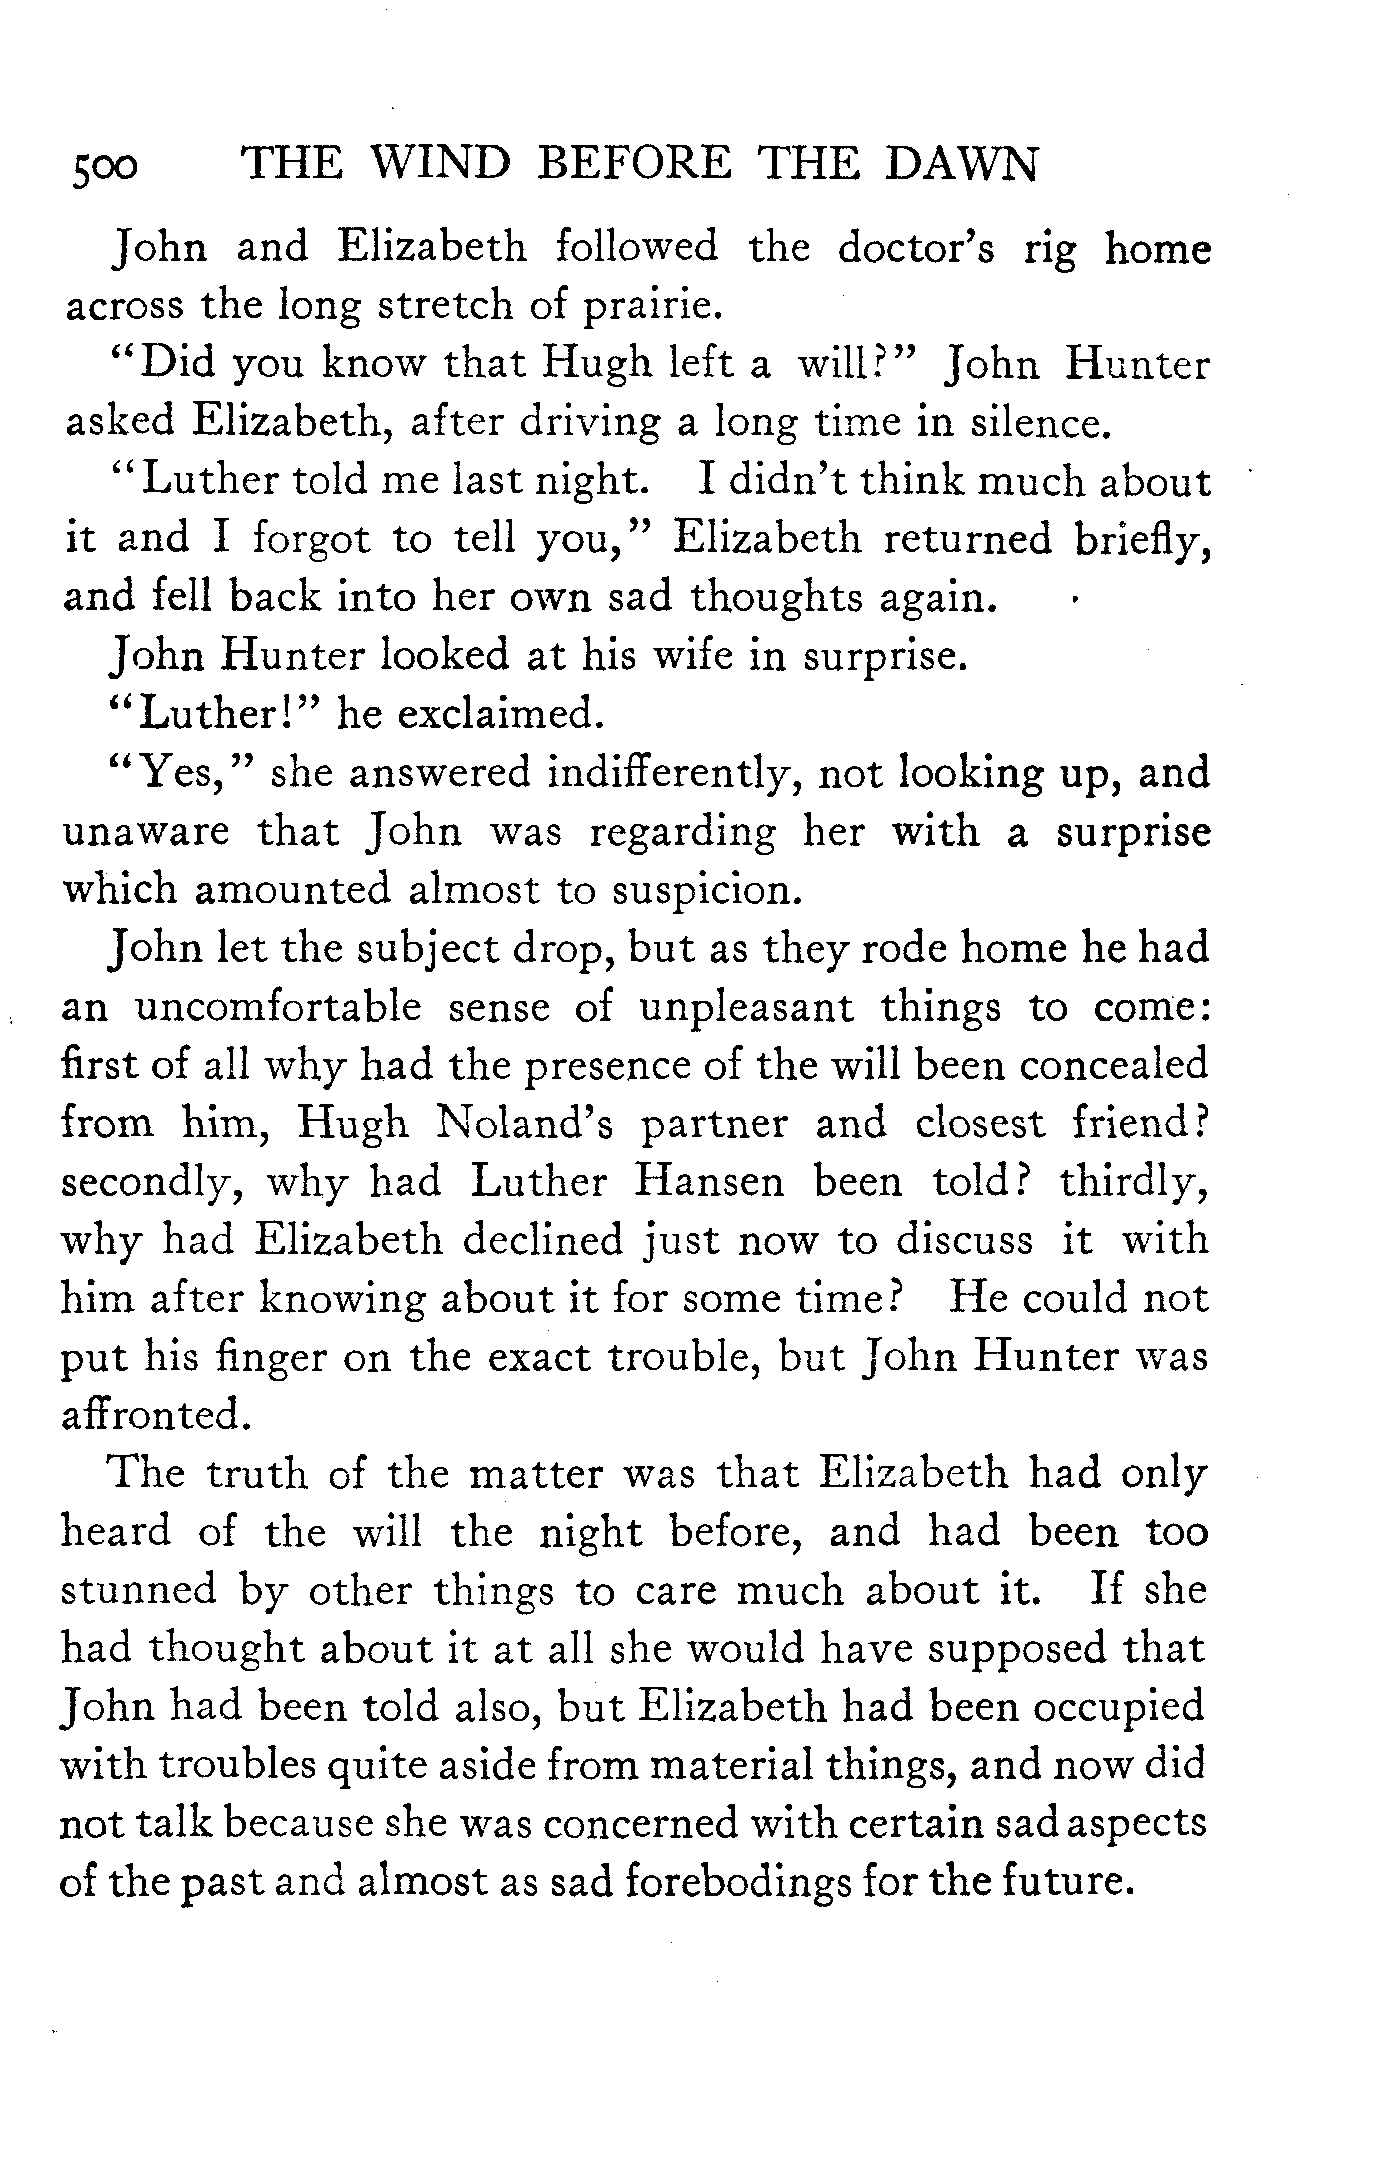 500 THE WIND BEFORE THE DAWN
John and Elizabeth followed the doctor's rig home
across the long stretch of prairie.
"Did you know that Hugh left a will?" John Hunter
asked Elizabeth, after driving a long time in silence.
"Luther told me last night. I didn't think much about
it and I forgot to tell you," Elizabeth returned briefly,
and fell back into her own sad thoughts again.
John Hunter looked at his wife in surprise.
"Luther!" he exclaimed.
"Yes," she answered indifferently, not looking up, and
unaware that John was regarding her with a surprise
which amounted almost to suspicion.
John let the subject drop, but as they rode home he had
an uncomfortable sense of unpleasant things to come:
first of all why had the presence of the will been concealed
from him, Hugh Noland's partner and closest friend?
secondly, why had Luther Hansen been told? thirdly,
why had Elizabeth declined just now to discuss it with
him after knowing about it for some time? He could not
put his finger on the exact trouble, but John Hunter was
affronted.
The truth of the matter was that Elizabeth had only
heard of the will the night before, and had been too
stunned by other things to care much about it. If she
had thought about it at all she would have supposed that
John had been told also, but Elizabeth had been occupied
with troubles quite aside from material things, and now did
not talk because she was concerned with certain sad aspects
of the past and almost as sad forebodings for the future.